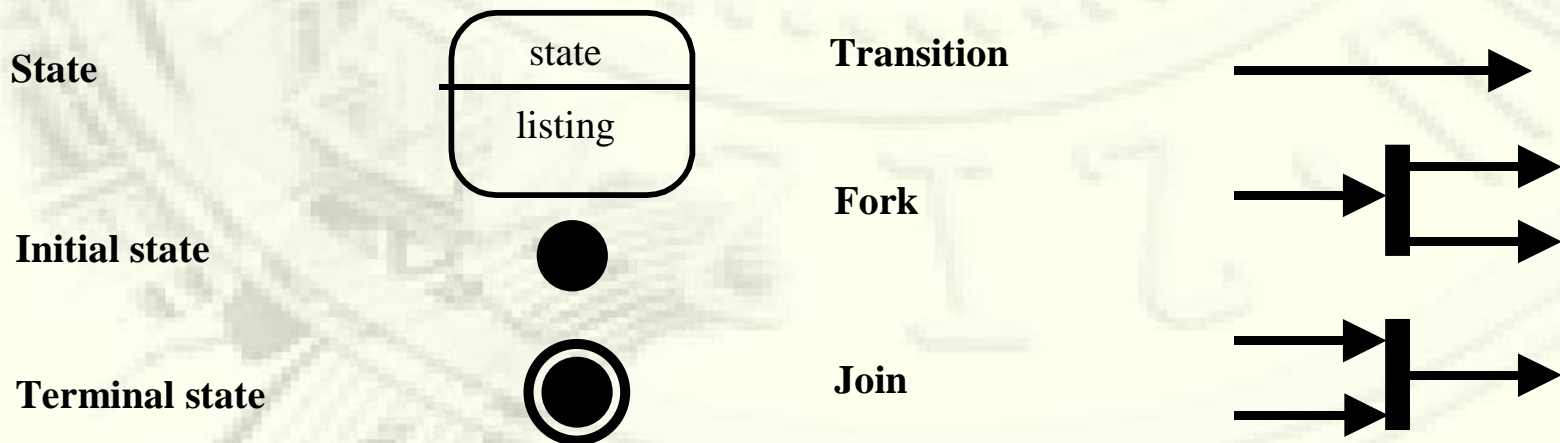 State
state
listing
Initial state
Terminal state
Transition
Fork
Join